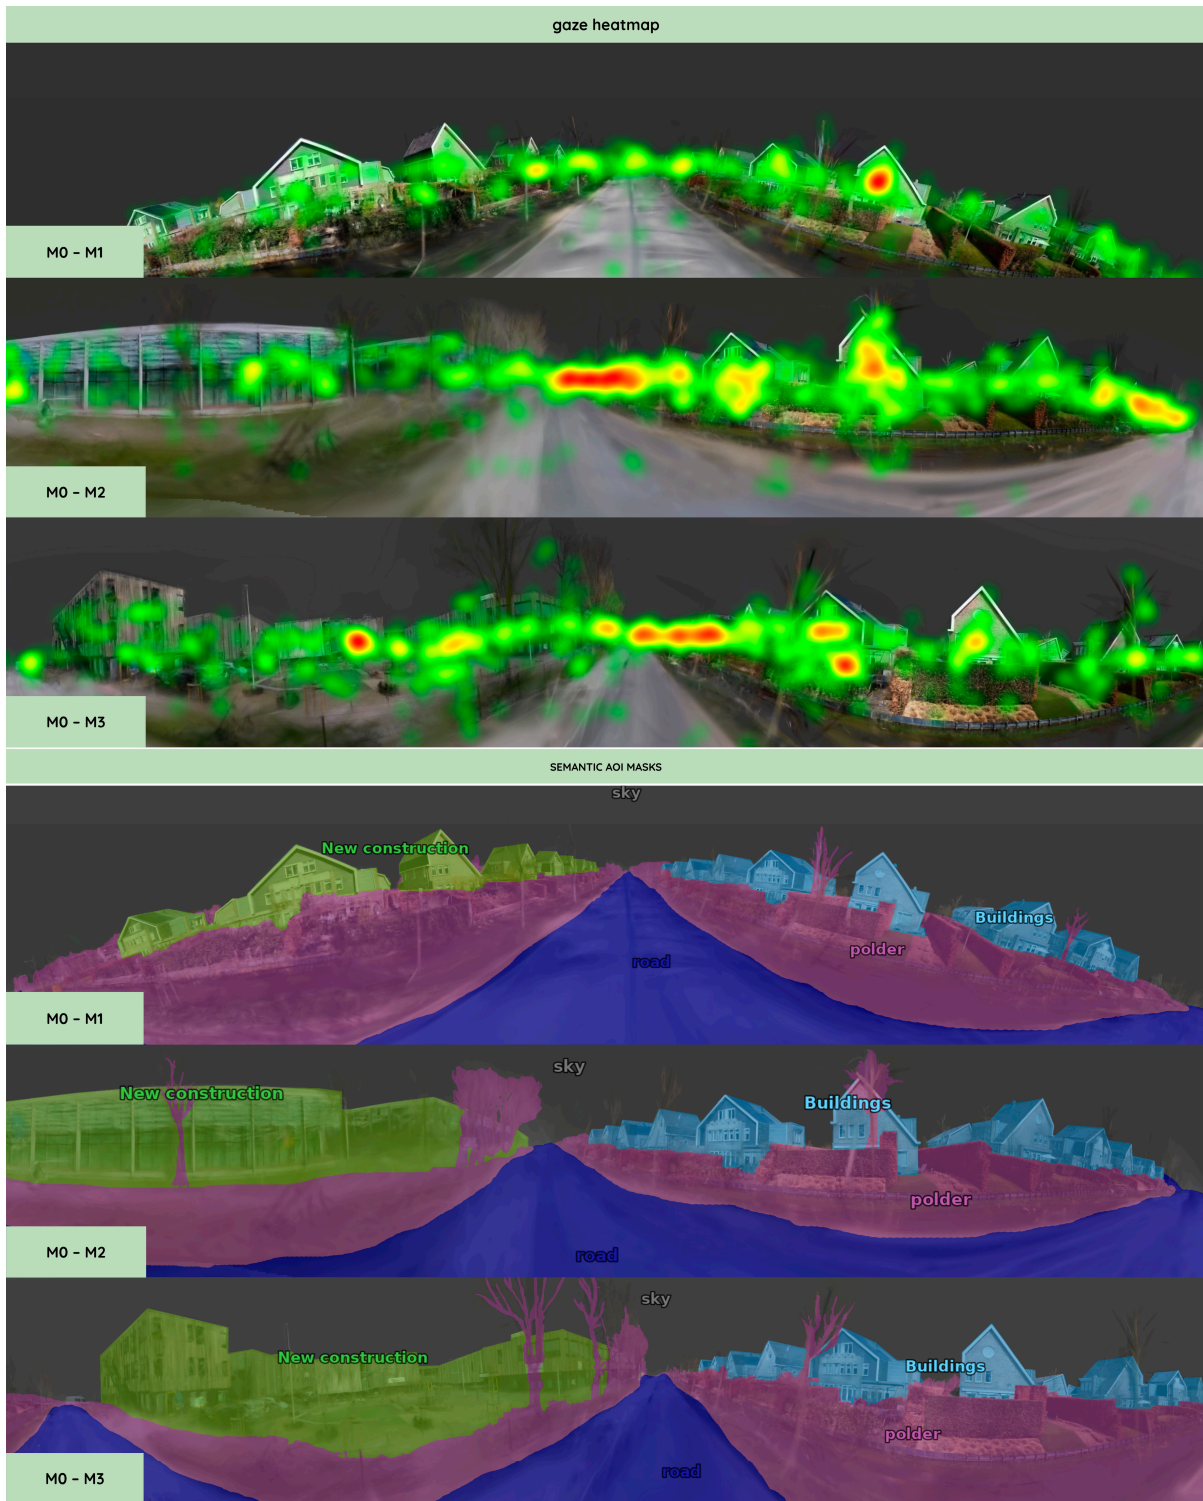 gaze heatmap
M0 – M1
M0 – M2
M0 – M3
SEMANTIC AOI MASKS
sky
New construction
Buildings
polder
road
M0 – M1
sky
New construction
Buildings
polder
M0 – M2
road
sky
New construction
Buildings
polder
road
M0 – M3